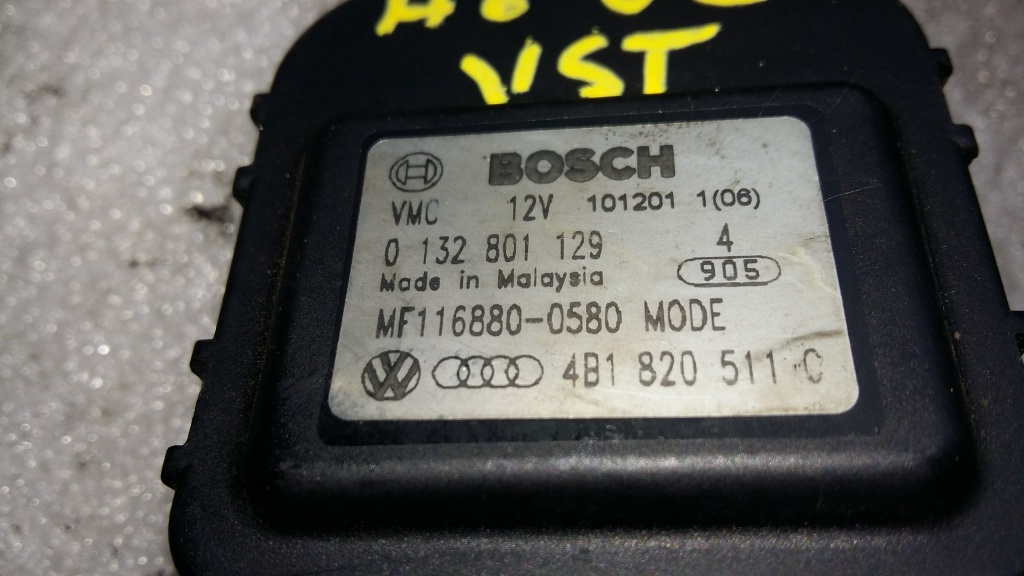 VST
BOSCH
VMC 12V 101201 1(06)
0 132 801 129 4
Made in Malaysia 905
MF116880-0580 MODE
4B1 820 511 C